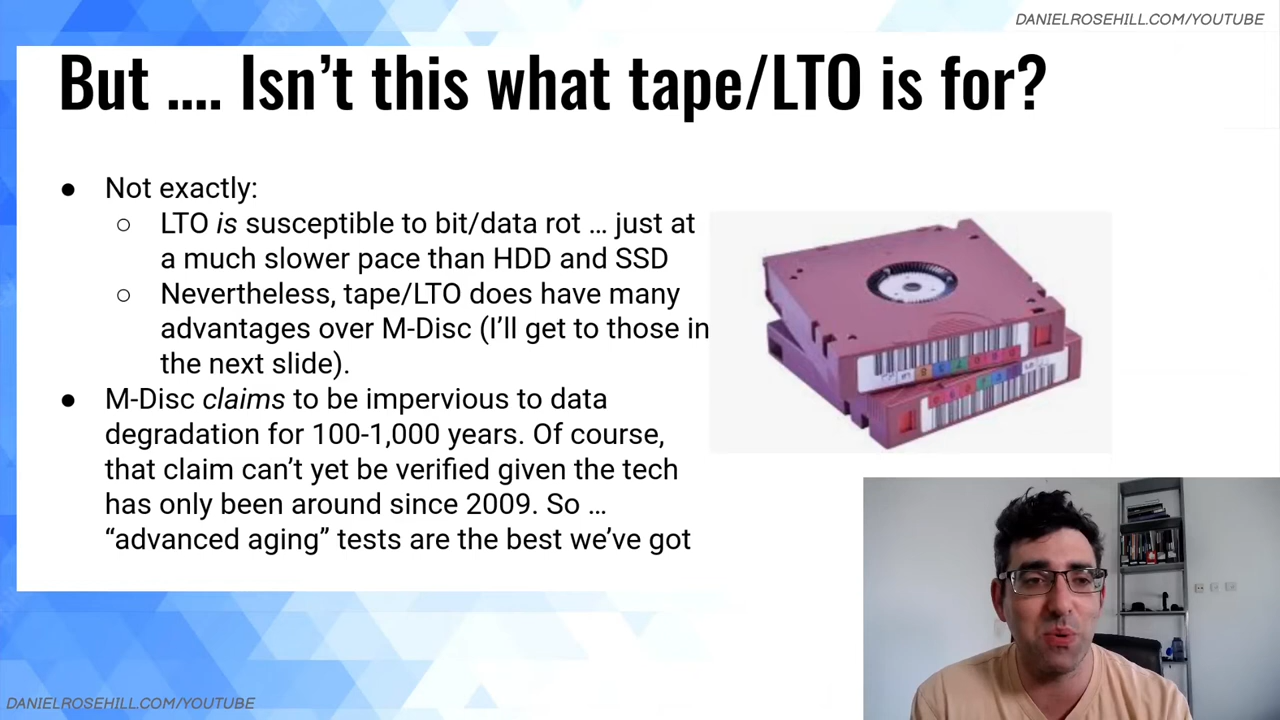 DANIELROSEHILL.COM/YOUTUBE
But .... Isn’t this what tape/LTO is for?
● Not exactly:
○ LTO is susceptible to bit/data rot … just at
a much slower pace than HDD and SSD
○ Nevertheless, tape/LTO does have many
advantages over M-Disc (I’ll get to those in
the next slide).
● M-Disc claims to be impervious to data
degradation for 100-1,000 years. Of course,
that claim can’t yet be verified given the tech
has only been around since 2009. So …
“advanced aging” tests are the best we’ve got
DANIELROSEHILL.COM/YOUTUBE